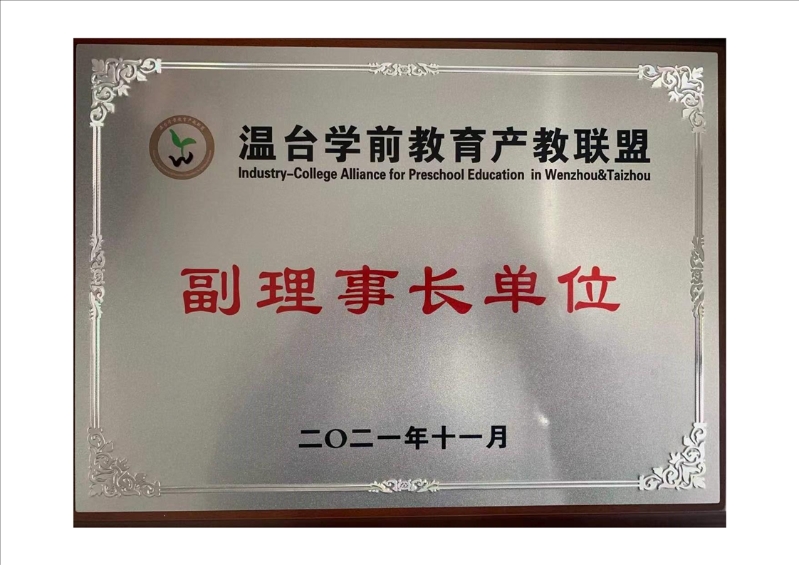 温台学前教育产教联盟
Industry-College Alliance for Preschool Education in Wenzhou&Taizhou
副理事长单位
二〇二一年十一月